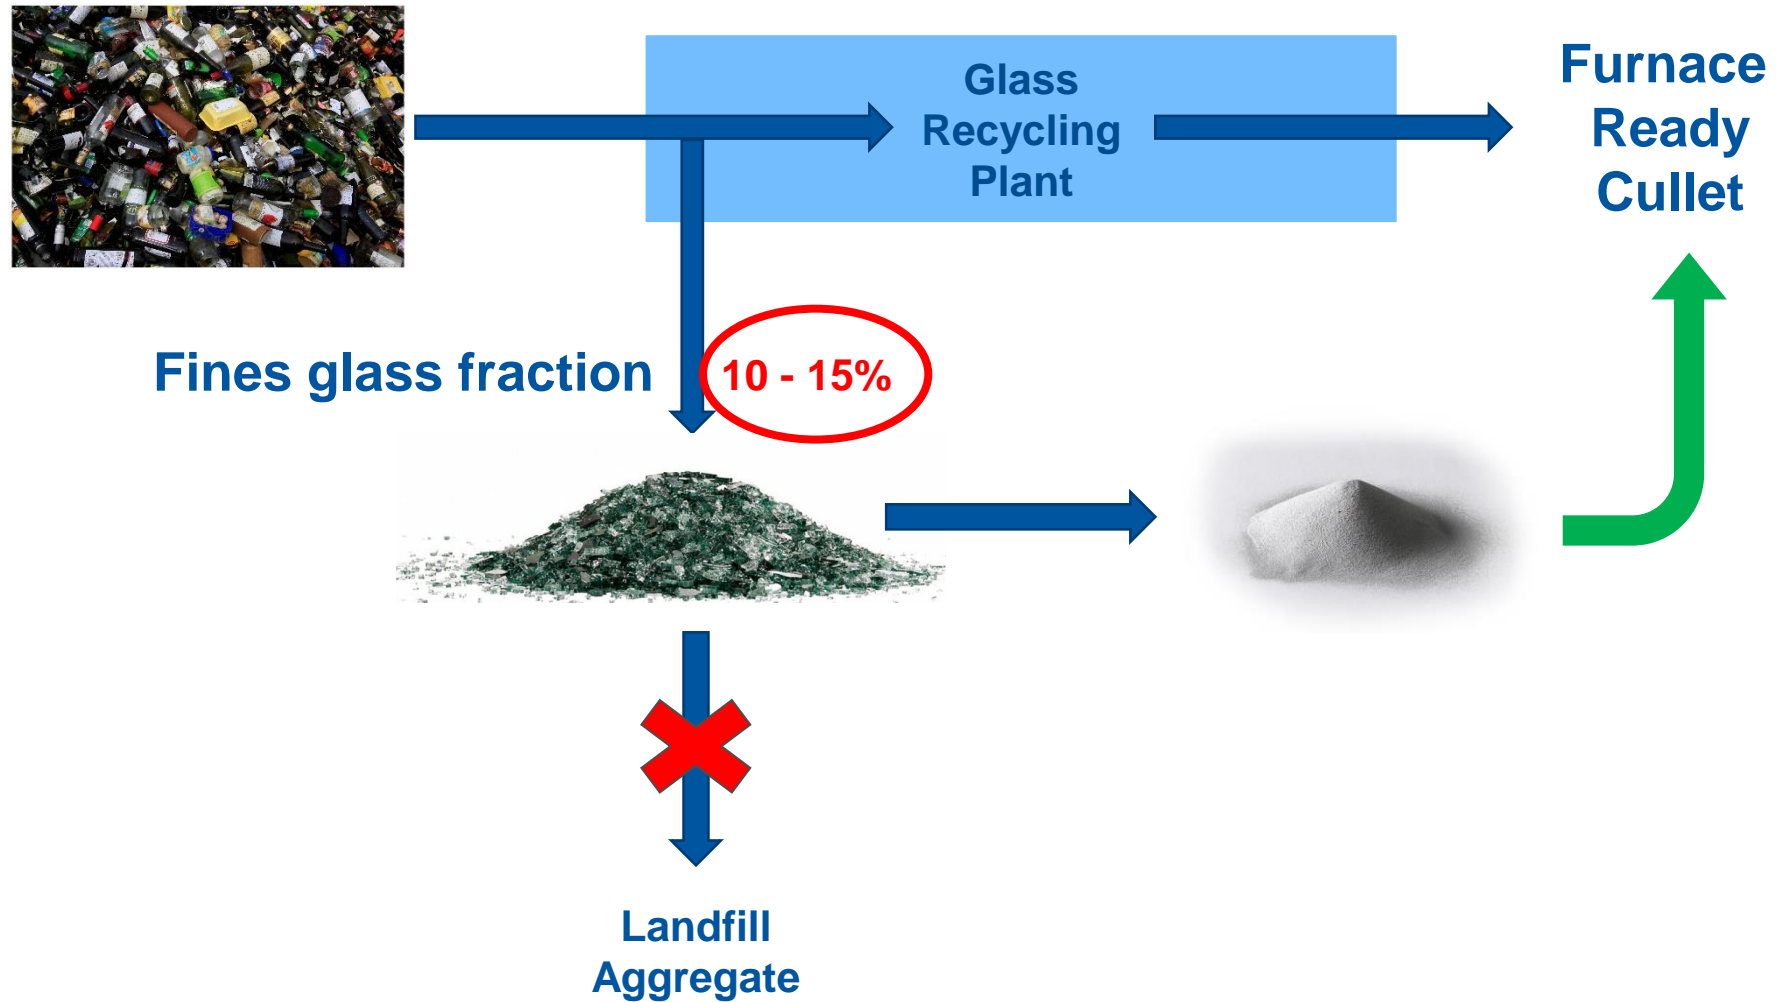 Glass
Recycling
Plant
Furnace
Ready
Cullet
Fines glass fraction
10 - 15%
Landfill
Aggregate